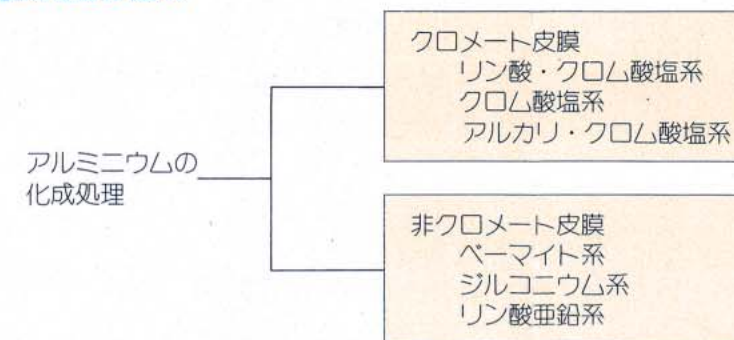 アルミニウムの
化成処理
クロメート皮膜
リン酸・クロム酸塩系
クロム酸塩系
アルカリ・クロム酸塩系
非クロメート皮膜
ベーマイト系
ジルコニウム系
リン酸亜鉛系